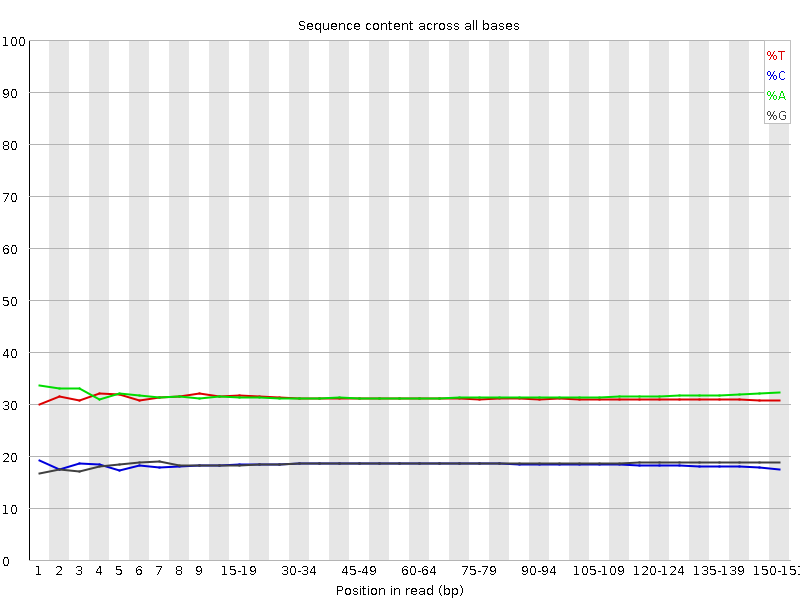 Sequence content across all bases
100
90
80
70
60
50
40
30
20
10
0
%T
%C
%A
%G
1 2 3 4 5 6 7 8 9 15-19 30-34 45-49 60-64 75-79 90-94 105-109 120-124 135-139 150-151
Position in read (bp)